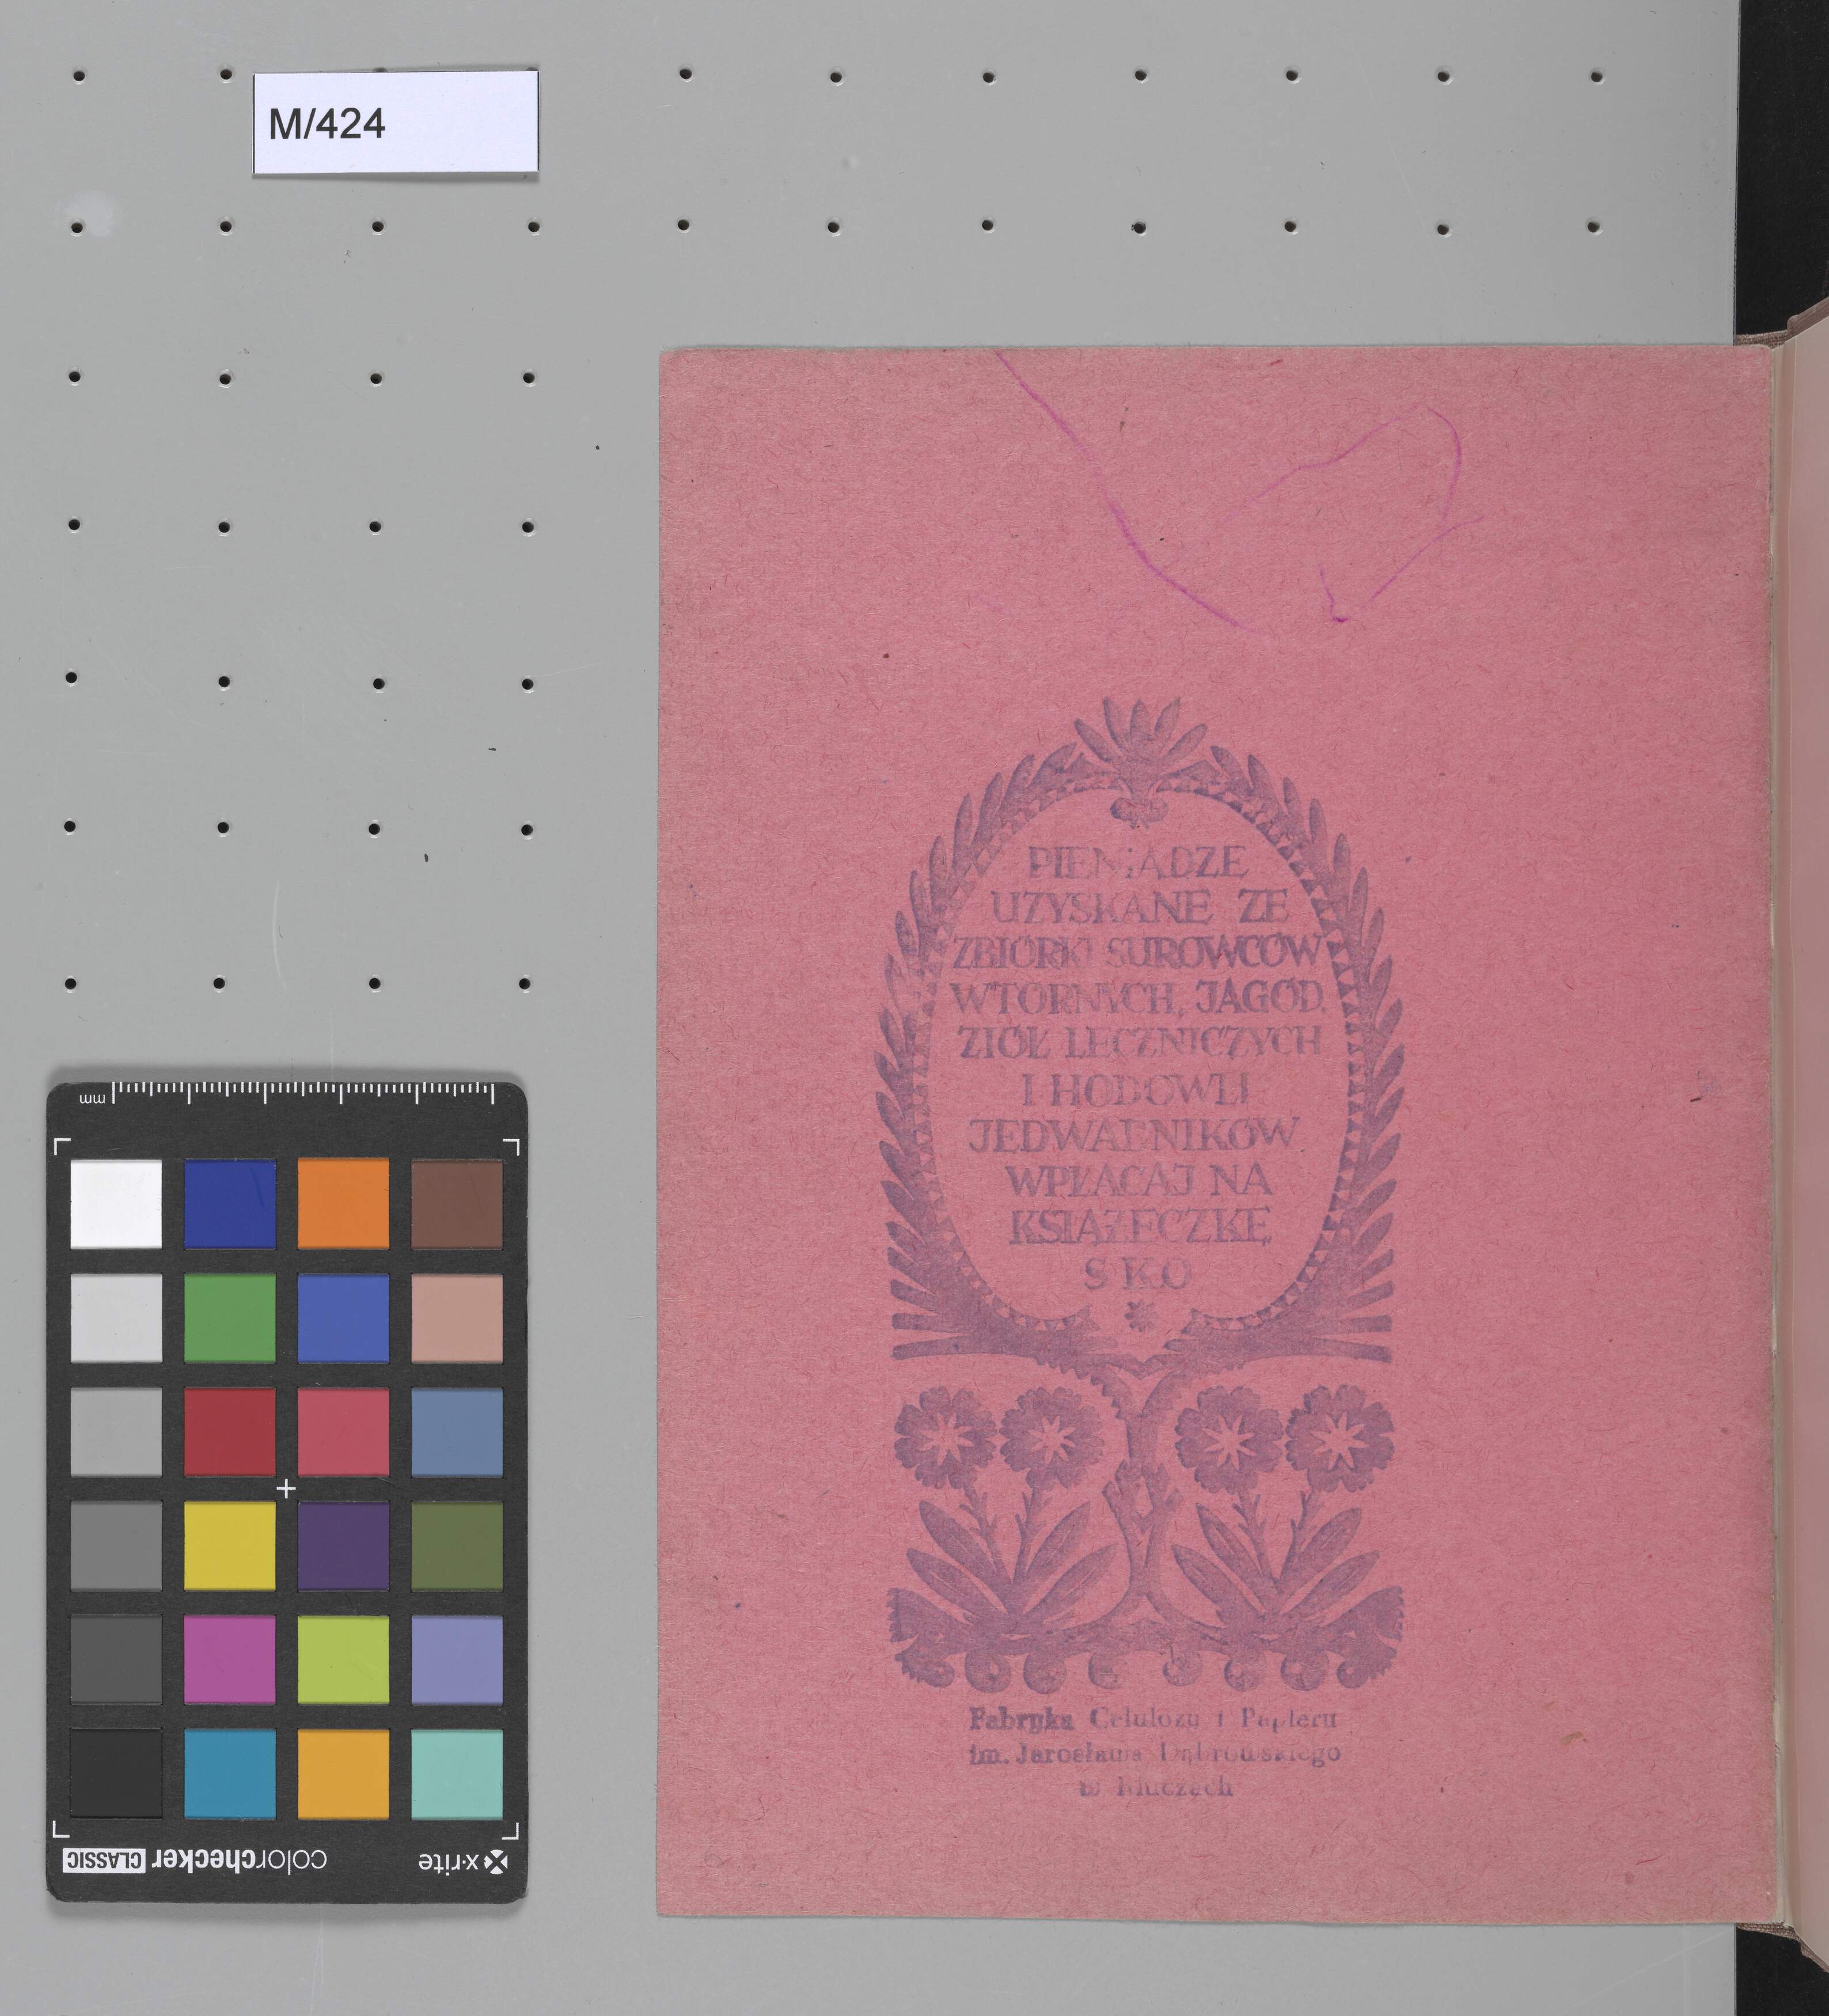 M/424
PIENIĄDZE
UZYSKANE ZE
ZBIÓRKI SUROWCÓW
WTÓRNYCH, JAGÓD,
ZIÓŁ LECZNICZYCH
I HODOWLI
JEDWABNIKÓW
WPŁACAJ NA
KSIĄŻECZKĘ
SKO
Fabryka Celulozy i Papieru
im. Jarosława Dąbrowskiego
w Kluczach
mm
x-rite colorchecker CLASSIC